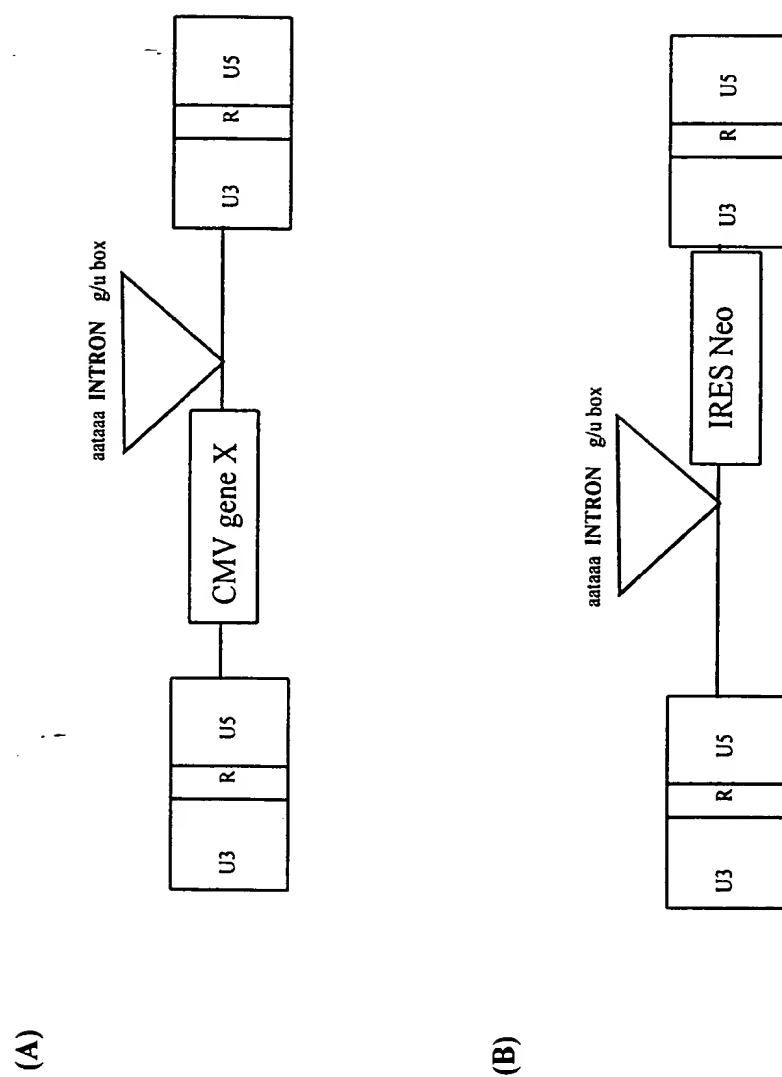 (A)
aataaa INTRON g/u box
U3 R U5 CMV gene X U3 R U5
(B)
aataaa INTRON g/u box
U3 R U5 IRES Neo U3 R U5